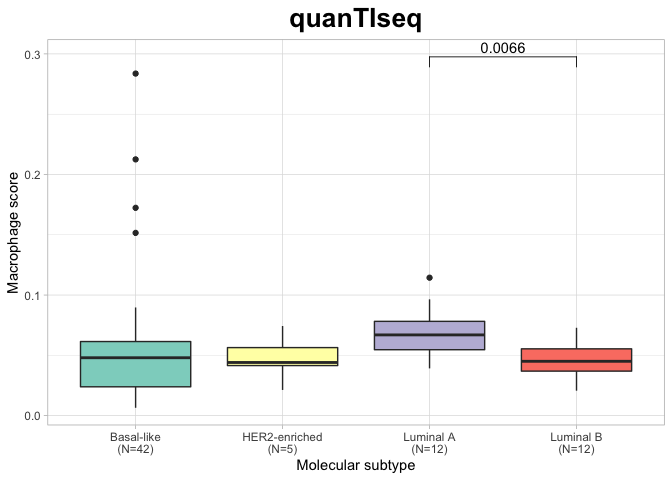 quanTIseq
0.0066
0.3
0.2
0.1
0.0
Macrophage score
Basal-like
(N=42)
HER2-enriched
(N=5)
Luminal A
(N=12)
Luminal B
(N=12)
Molecular subtype